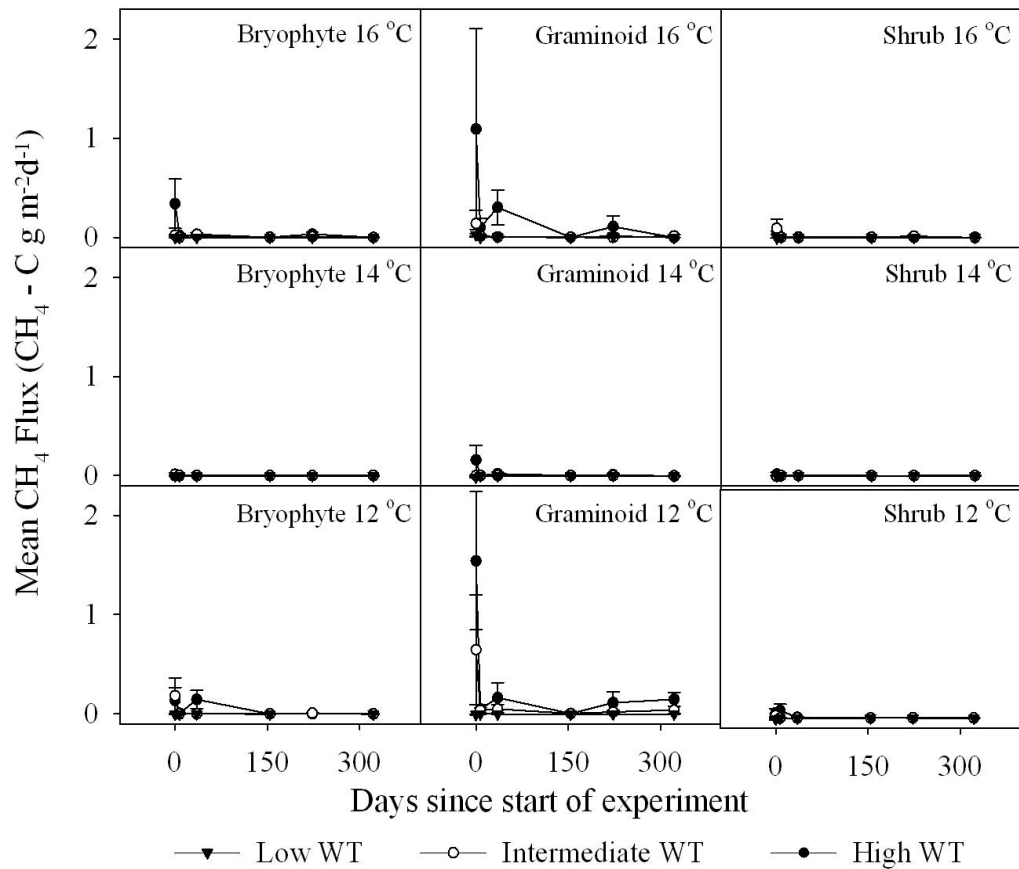 Mean CH₄ Flux (CH₄ - C g m⁻²d⁻¹)
2
1
0
Bryophyte 16 °C
Graminoid 16 °C
Shrub 16 °C
2
1
0
Bryophyte 14 °C
Graminoid 14 °C
Shrub 14 °C
2
1
0
Bryophyte 12 °C
Graminoid 12 °C
Shrub 12 °C
0 150 300 0 150 300 0 150 300
Days since start of experiment
Low WT Intermediate WT High WT